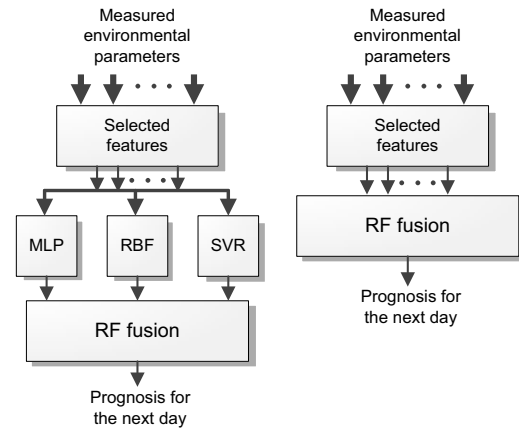 Measured
environmental
parameters
Selected
features
MLP
RBF
SVR
RF fusion
Prognosis for
the next day
Measured
environmental
parameters
Selected
features
RF fusion
Prognosis for
the next day